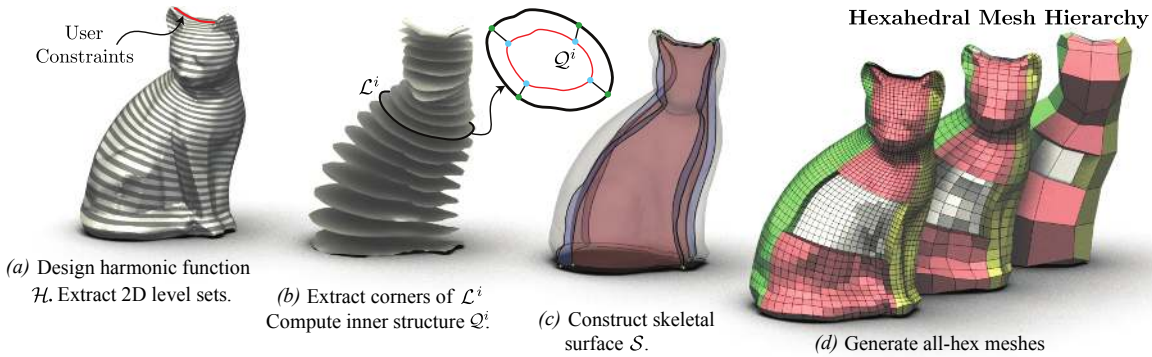 Hexahedral Mesh Hierarchy
User
Constraints
𝓛ⁱ
𝒬ⁱ
(a) Design harmonic function
ℋ. Extract 2D level sets.
(b) Extract corners of 𝓛ⁱ
Compute inner structure 𝒬ⁱ.
(c) Construct skeletal
surface 𝒮.
(d) Generate all-hex meshes